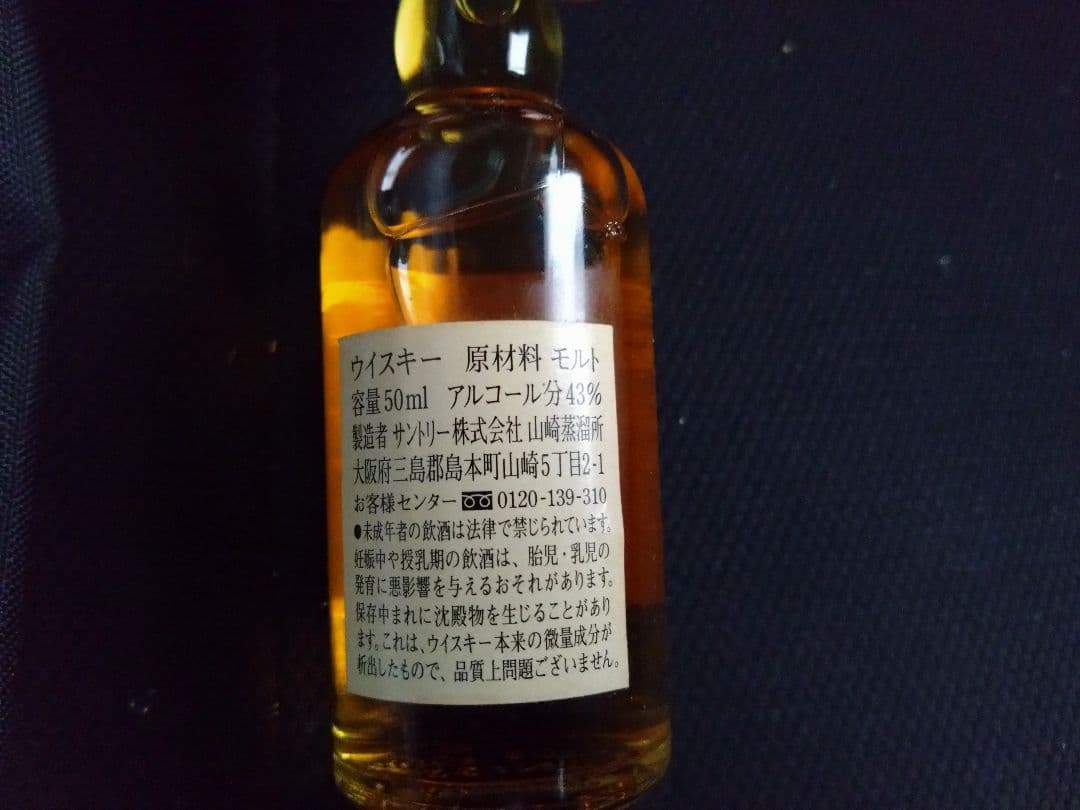 ウイスキー 原材料 モルト
容量50ml アルコール分43%
製造者 サントリー株式会社 山崎蒸溜所
大阪府三島郡島本町山崎5丁目2-1
お客様センター 0120-139-310
●未成年者の飲酒は法律で禁じられています。
妊娠中や授乳期の飲酒は、胎児・乳児の
発育に悪影響を与えるおそれがあります。
保存中まれに沈殿物を生じることがあり
ます。これは、ウイスキー本来の微量成分が
析出したもので、品質上問題ございません。